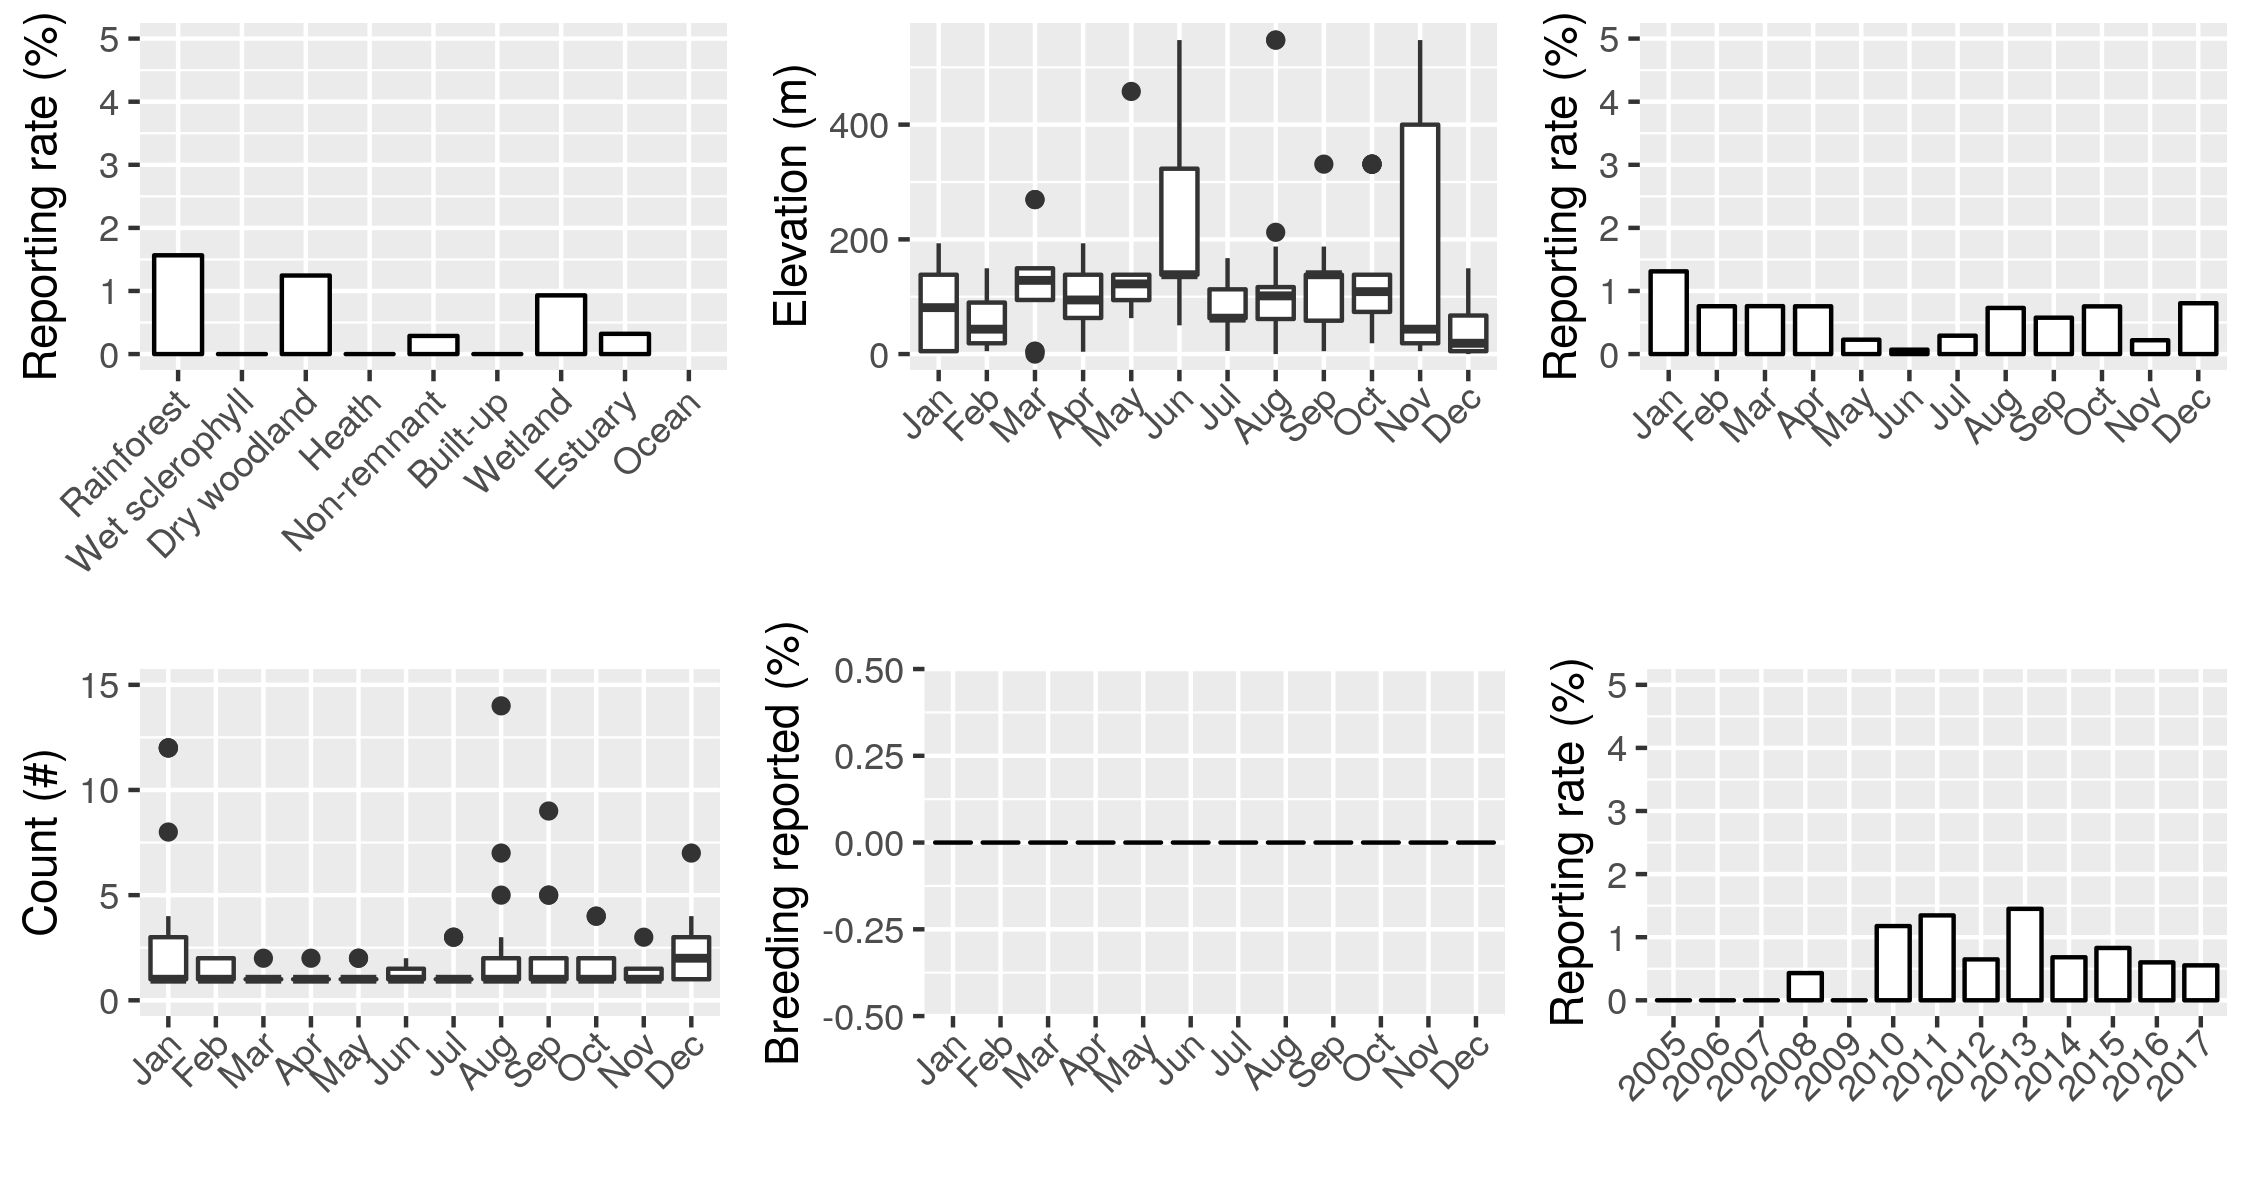 Reporting rate (%)
5
4
3
2
1
0
Rainforest
Wet sclerophyll
Dry woodland
Heath
Non-remnant
Built-up
Wetland
Estuary
Ocean
Elevation (m)
400
200
0
Jan
Feb
Mar
Apr
May
Jun
Jul
Aug
Sep
Oct
Nov
Dec
Reporting rate (%)
5
4
3
2
1
0
Jan
Feb
Mar
Apr
May
Jun
Jul
Aug
Sep
Oct
Nov
Dec
Count (#)
15
10
5
0
Jan
Feb
Mar
Apr
May
Jun
Jul
Aug
Sep
Oct
Nov
Dec
Breeding reported (%)
0.50
0.25
0.00
-0.25
-0.50
Jan
Feb
Mar
Apr
May
Jun
Jul
Aug
Sep
Oct
Nov
Dec
Reporting rate (%)
5
4
3
2
1
0
2005
2006
2007
2008
2009
2010
2011
2012
2013
2014
2015
2016
2017